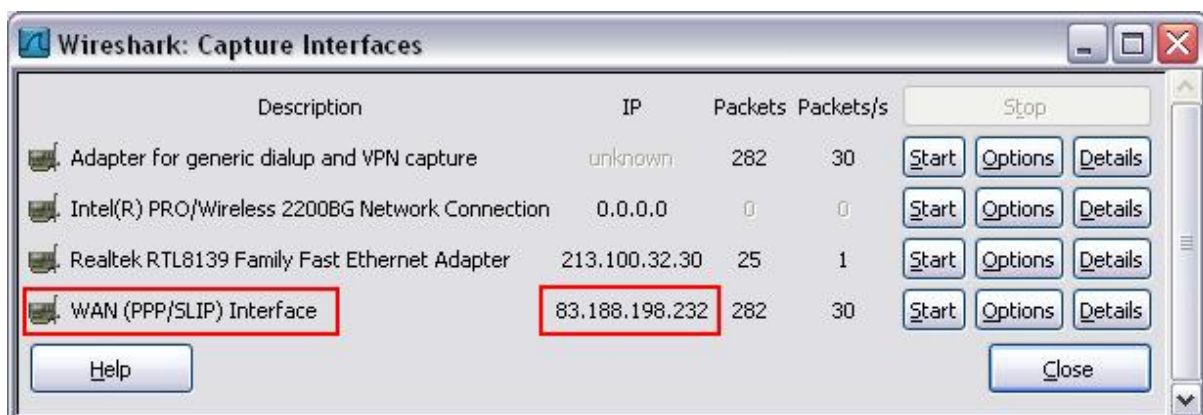 Wireshark: Capture Interfaces
Description IP Packets Packets/s Stop
Adapter for generic dialup and VPN capture unknown 282 30 Start Options Details
Intel(R) PRO/Wireless 2200BG Network Connection 0.0.0.0 0 0 Start Options Details
Realtek RTL8139 Family Fast Ethernet Adapter 213.100.32.30 25 1 Start Options Details
WAN (PPP/SLIP) Interface 83.188.198.232 282 30 Start Options Details
Help Close